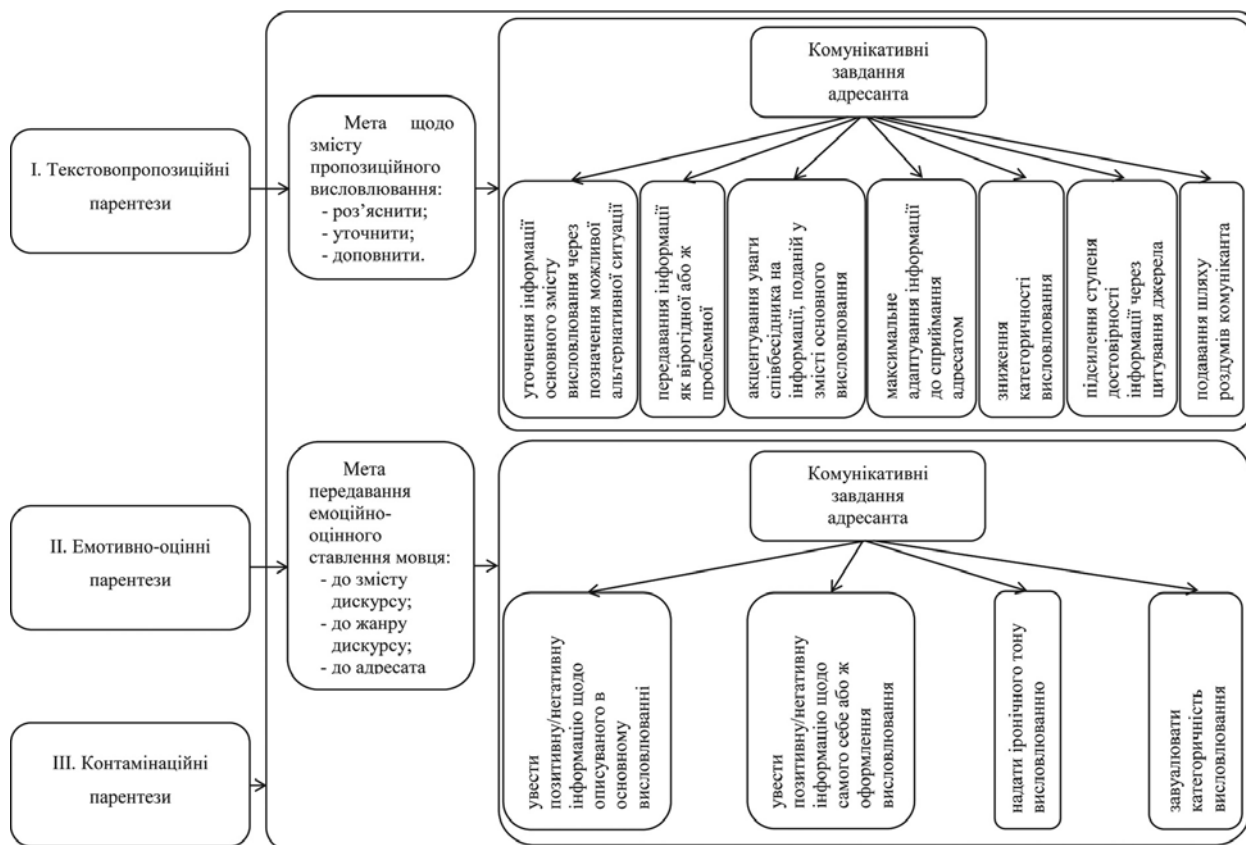 I. Текстовопропозиційні
парентези
Мета щодо
змісту
пропозиційного
висловлювання:
- роз’яснити;
- уточнити;
- доповнити.
Комунікативні
завдання
адресанта
уточнення інформації
основного змісту
висловлювання через
позначення можливої
альтернативної ситуації
передавання інформації
як вірогідної або ж
проблемної
акцентування уваги
співбесідника на
інформації, поданій у
змісті основного
висловлювання
максимальне
адаптування інформації
до сприймання
адресатом
зниження
категоричності
висловлювання
підсилення ступеня
достовірності
інформації через
цитування джерела
подавання шляху
роздумів комуніканта
II. Емотивно-оцінні
парентези
Мета
передавання
емоційно-
оцінного
ставлення мовця:
- до змісту
дискурсу;
- до жанру
дискурсу;
- до адресата
Комунікативні
завдання
адресанта
увести
позитивну/негативну
інформацію щодо
описуваного в
основному
висловлюванні
увести
позитивну/негативну
інформацію щодо
самого себе або ж
оформлення
висловлювання
надати іронічного тону
висловлюванню
завуалювати
категоричність
висловлювання
III. Контамінаційні
парентези